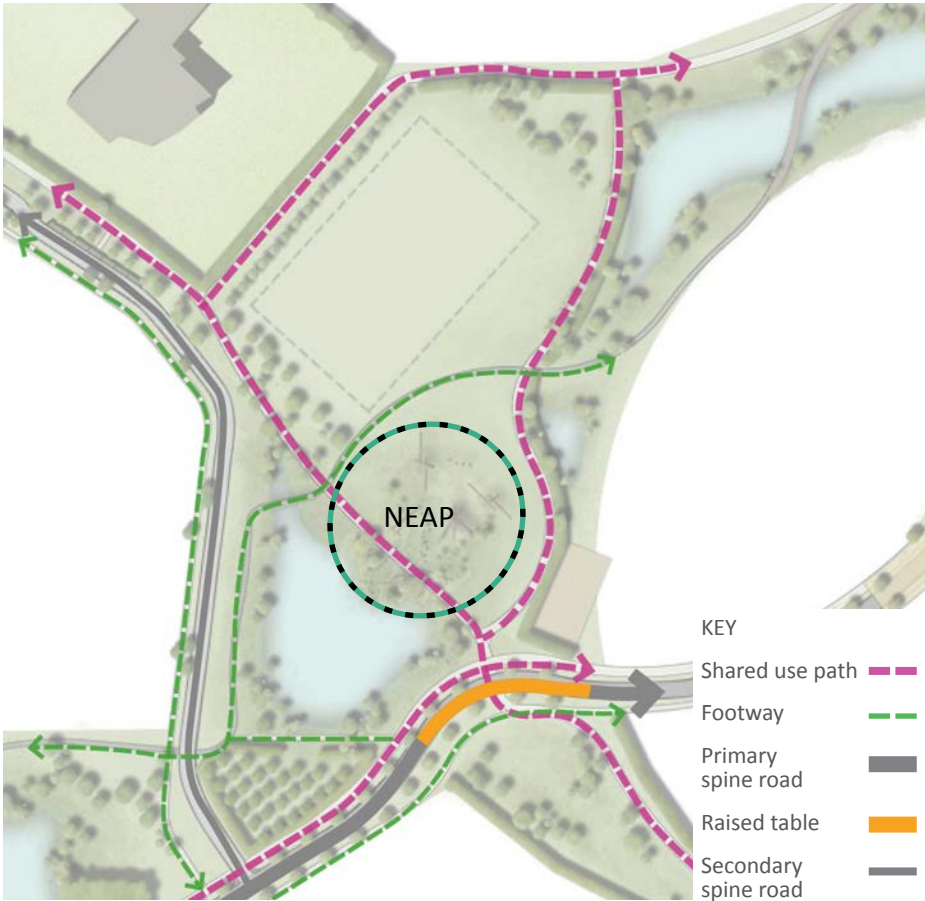 NEAP
KEY
Shared use path
Footway
Primary
spine road
Raised table
Secondary
spine road